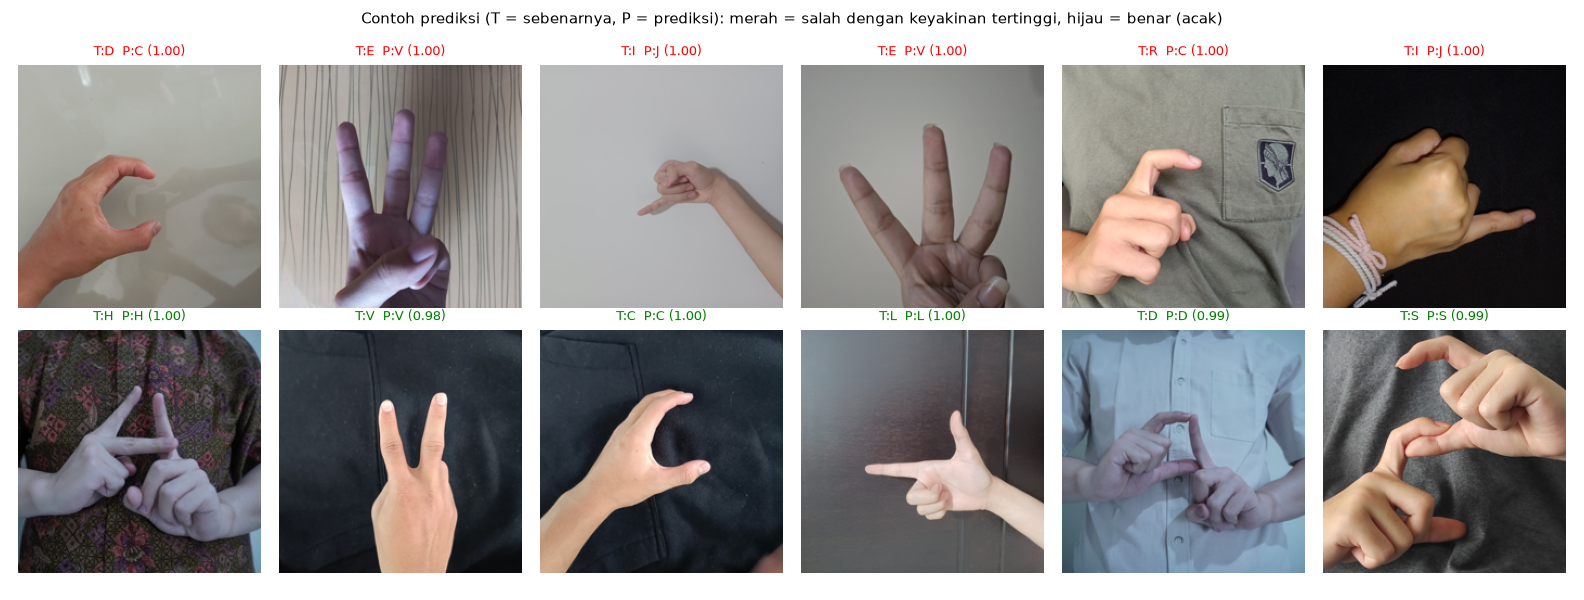 Contoh prediksi (T = sebenarnya, P = prediksi): merah = salah dengan keyakinan tertinggi, hijau = benar (acak)
T:D P:C (1.00)
T:E P:V (1.00)
T:I P:J (1.00)
T:E P:V (1.00)
T:R P:C (1.00)
T:I P:J (1.00)
T:H P:H (1.00)
T:V P:V (0.98)
T:C P:C (1.00)
T:L P:L (1.00)
T:D P:D (0.99)
T:S P:S (0.99)